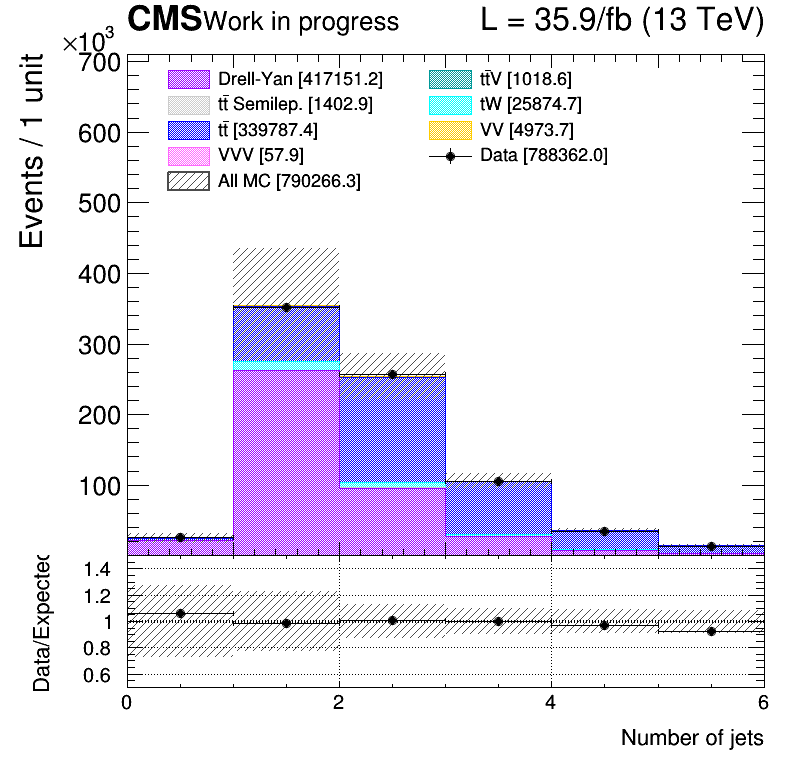 CMS Work in progress L = 35.9/fb (13 TeV)
×10³
Events / 1 unit
700
600
500
400
300
200
100
Drell-Yan [417151.2]
tt̄ Semilep. [1402.9]
tt̄ [339787.4]
VVV [57.9]
All MC [790266.3]
tt̄V [1018.6]
tW [25874.7]
VV [4973.7]
Data [788362.0]
Data/Expected
1.4
1.2
1
0.8
0.6
0 2 4 6
Number of jets